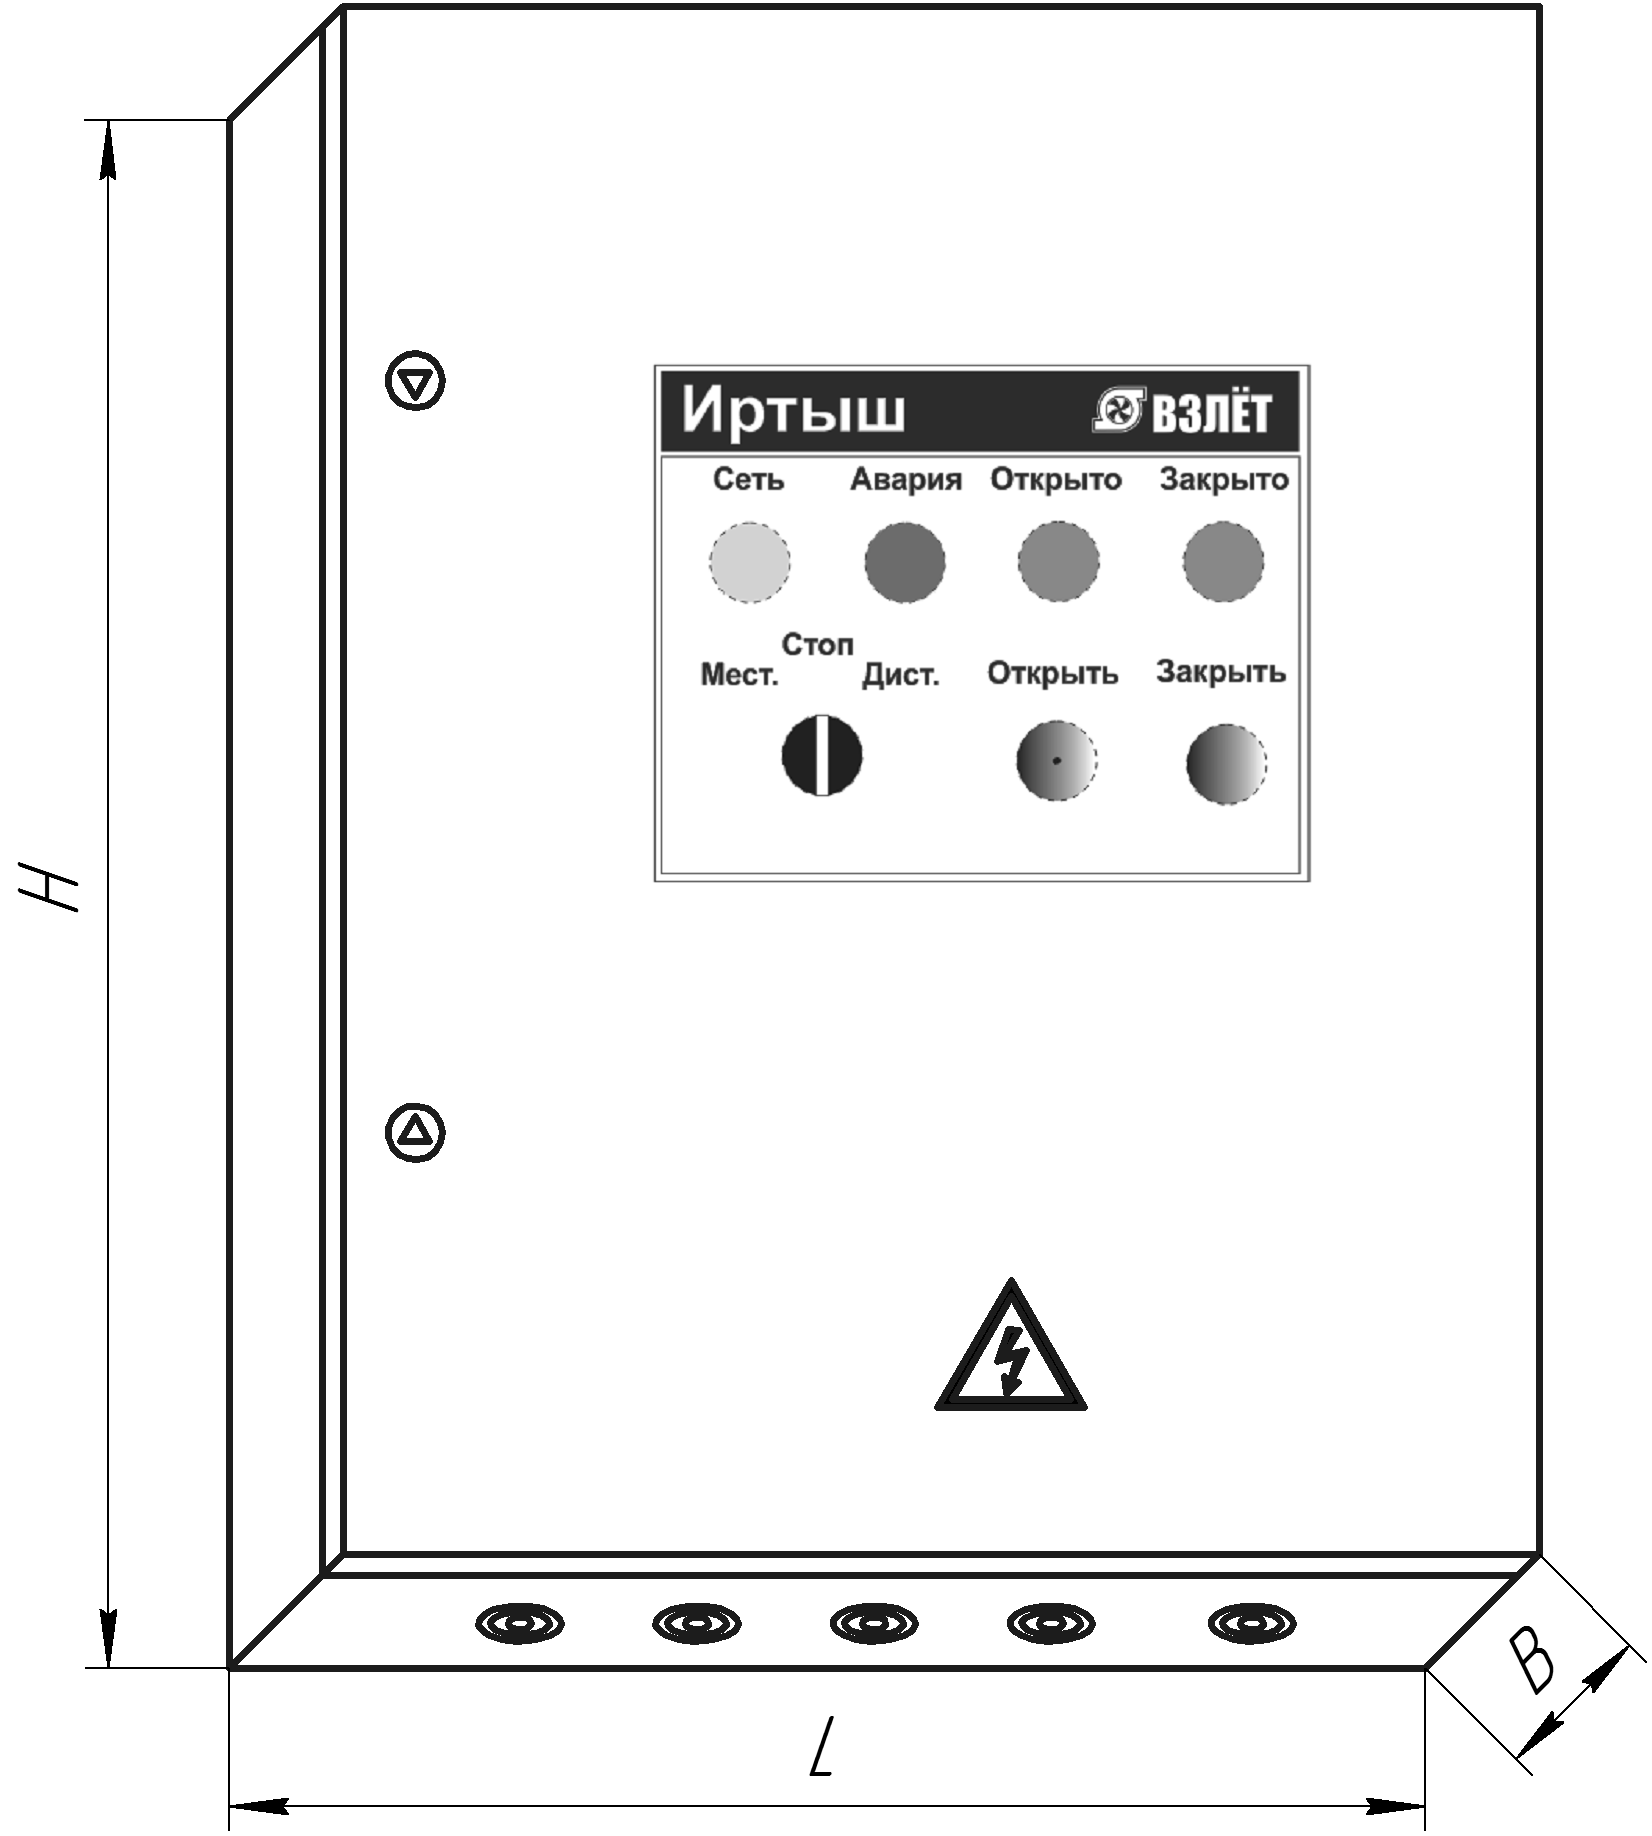 Иртыш ВЗЛЁТ
Сеть Авария Открыто Закрыто
Стоп
Мест. Дист. Открыть Закрыть
H
B
L